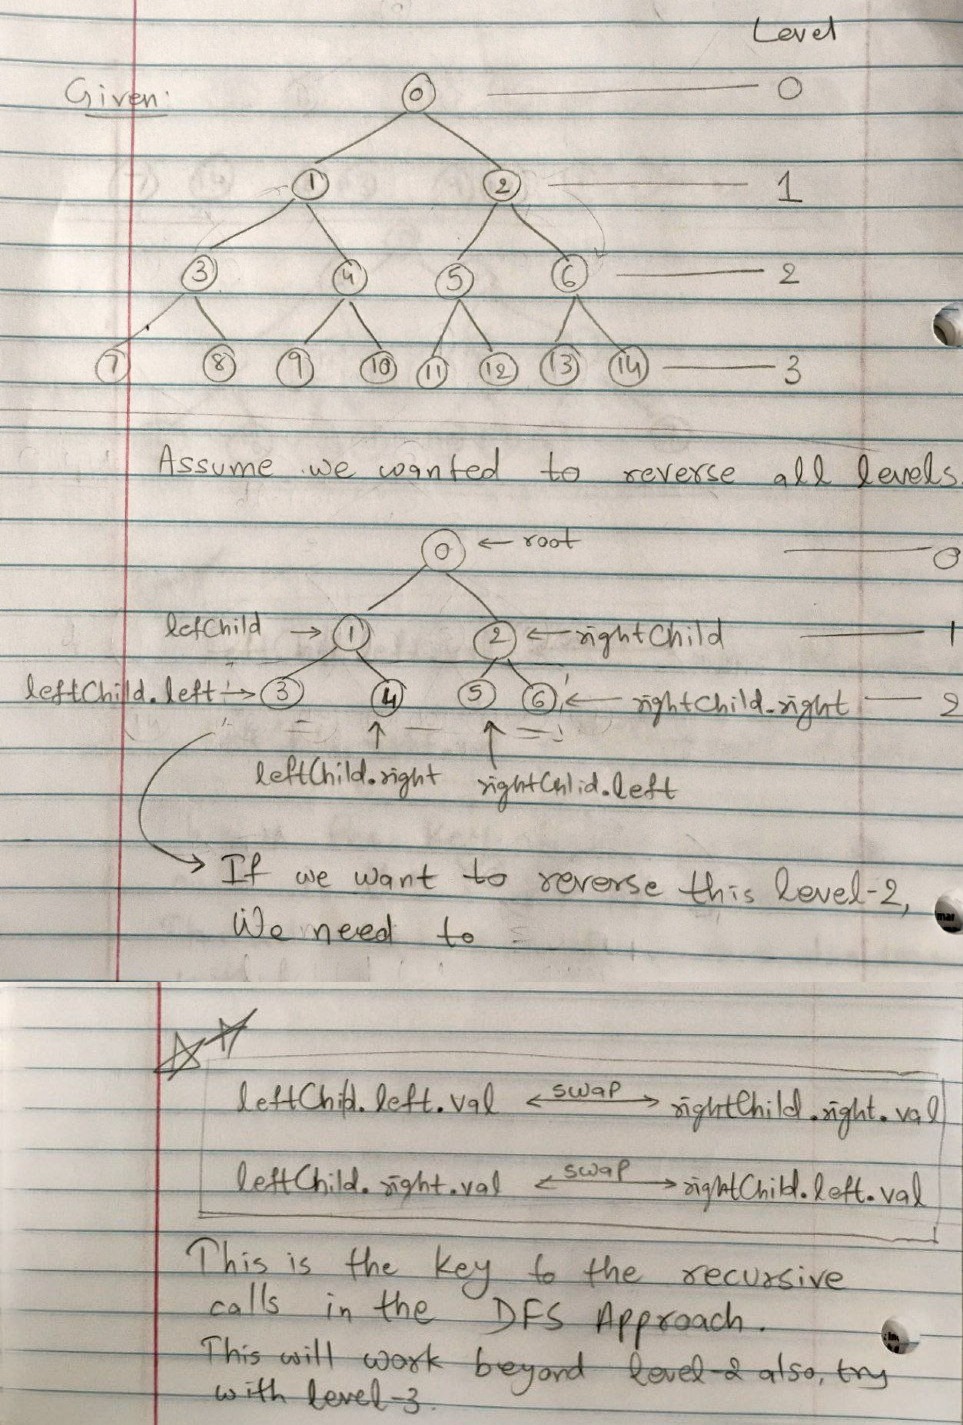 Level
Given:
0 0
1 2 1
3 4 5 6 2
7 8 9 10 11 12 13 14 3
Assume we wanted to reverse all levels.
0 ← root 0
lefChild → 1 2 ← rightChild 1
leftChild.left → 3 4 5 6 ← rightChild.right 2
leftChild.right rightChlid.left
If we want to reverse this level-2,
We need to
leftChild.left.val ←swap→ rightChild.right.val
leftChild.right.val ←swap→ rightChild.left.val
This is the key to the recursive
calls in the DFS Approach.
This will work beyond level-2 also, try
with level-3.